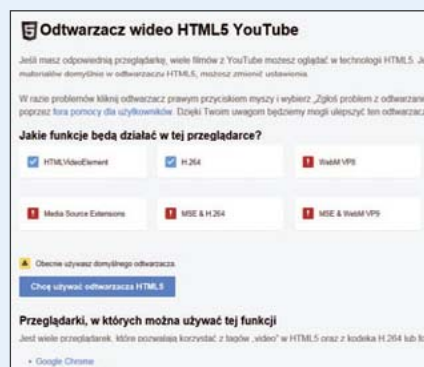 Odtwarzacz wideo HTML5 YouTube
Jeśli masz odpowiednią przeglądarkę, wiele filmów z YouTube możesz oglądać w technologii HTML5.
materiałów domyślnie w odtwarzaczu HTML5, możesz zmienić ustawienia.
W razie problemów kliknij odtwarzacz prawym przyciskiem myszy i wybierz „Zgłoś problem z
poprzez fora pomocy dla użytkowników. Dzięki Twoim uwagom będziemy mogli ulepszyć ten
Jakie funkcje będą działać w tej przeglądarce?
HTMLVideoElement
H.264
WebM VP8
Media Source Extensions
MSE & H.264
MSE & WebM VP9
Obecnie używasz domyślnego odtwarzacza.
Chcę używać odtwarzacza HTML5
Przeglądarki, w których można używać tej funkcji
Jest wiele przeglądarek, które pozwalają korzystać z tagów „video” w HTML5 oraz z kodeka H.264 lub
Google Chrome